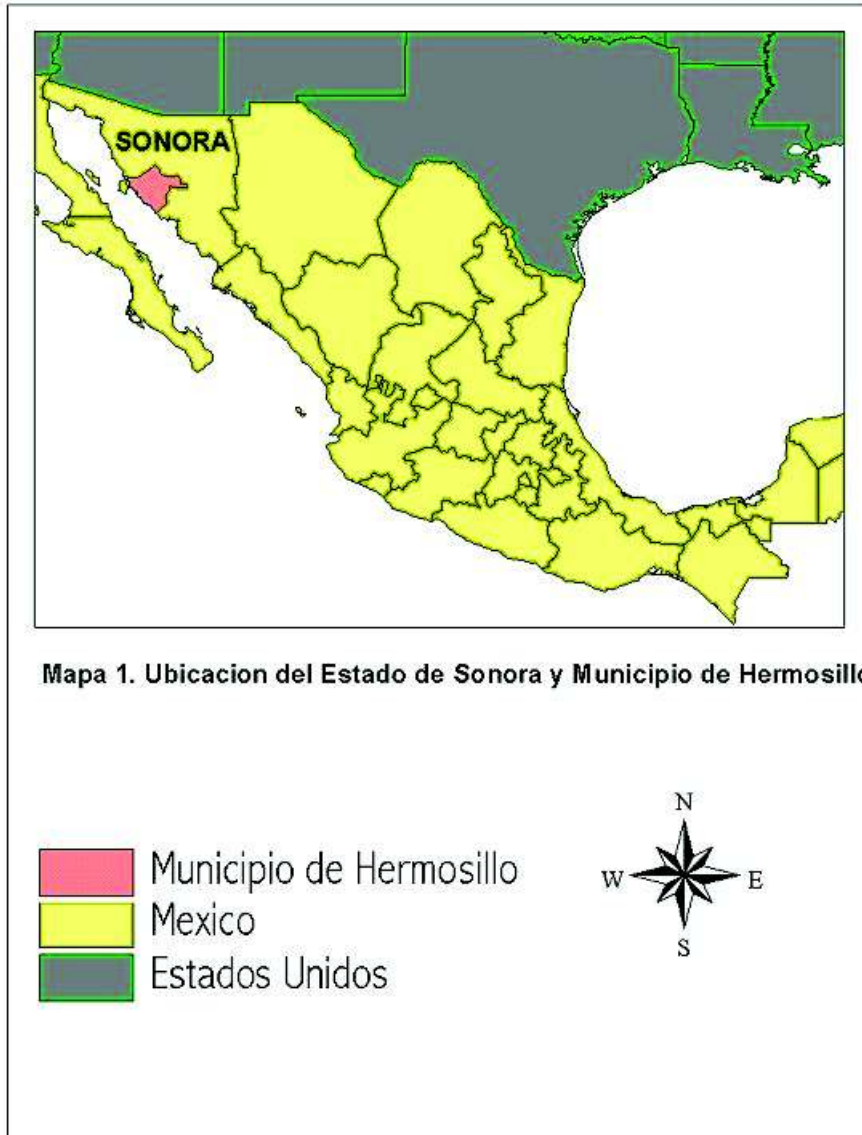 SONORA
Mapa 1. Ubicacion del Estado de Sonora y Municipio de Hermosillo
N
W E
S
Municipio de Hermosillo
Mexico
Estados Unidos